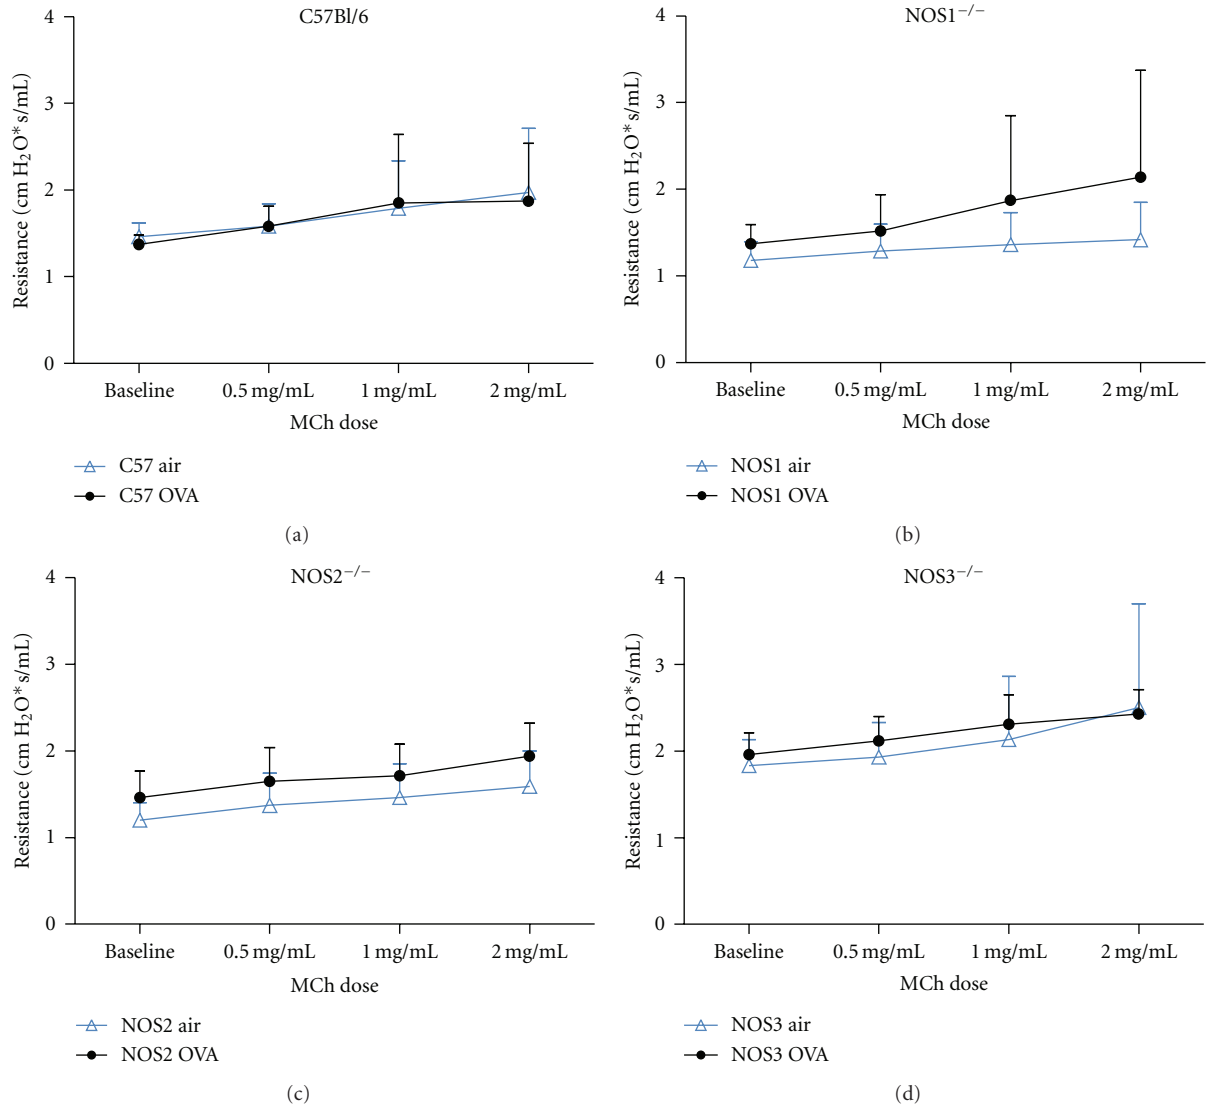 C57Bl/6
4
3
2
1
0
Resistance (cm H₂O* s/mL)
Baseline 0.5 mg/mL 1 mg/mL 2 mg/mL
MCh dose
C57 air
C57 OVA
(a)
NOS1−/−
4
3
2
1
0
Resistance (cm H₂O* s/mL)
Baseline 0.5 mg/mL 1 mg/mL 2 mg/mL
MCh dose
NOS1 air
NOS1 OVA
(b)
NOS2−/−
4
3
2
1
0
Resistance (cm H₂O* s/mL)
Baseline 0.5 mg/mL 1 mg/mL 2 mg/mL
MCh dose
NOS2 air
NOS2 OVA
(c)
NOS3−/−
4
3
2
1
0
Resistance (cm H₂O* s/mL)
Baseline 0.5 mg/mL 1 mg/mL 2 mg/mL
MCh dose
NOS3 air
NOS3 OVA
(d)